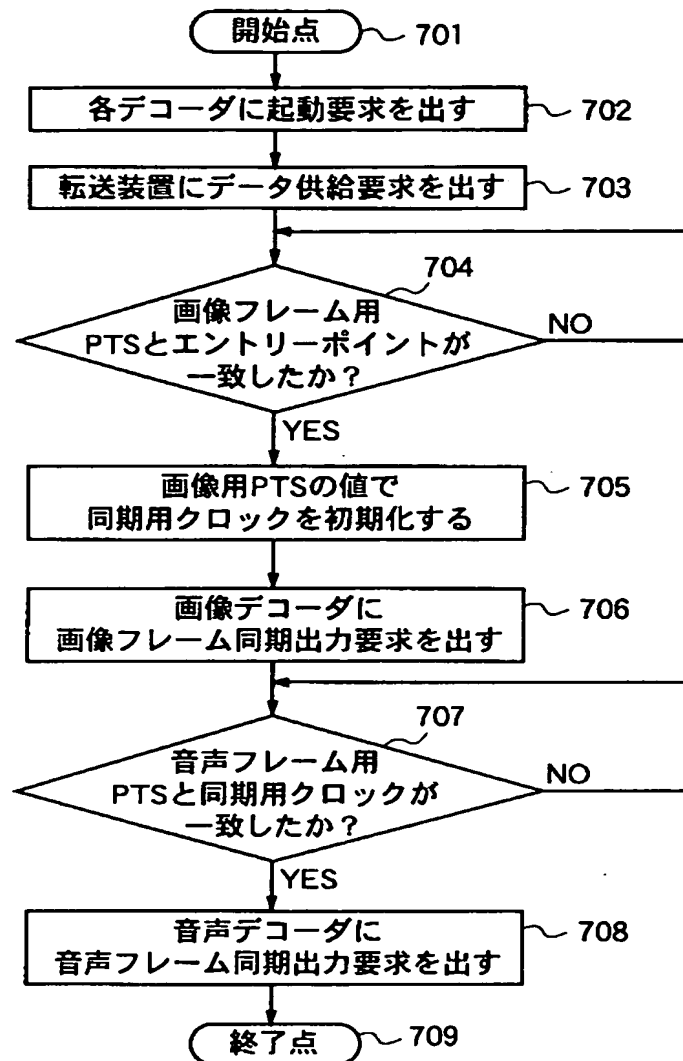 開始点
701
各デコーダに起動要求を出す
702
転送装置にデータ供給要求を出す
703
704
画像フレーム用
PTSとエントリーポイントが
一致したか？
NO
YES
画像用PTSの値で
同期用クロックを初期化する
705
画像デコーダに
画像フレーム同期出力要求を出す
706
707
音声フレーム用
PTSと同期用クロックが
一致したか？
NO
YES
音声デコーダに
音声フレーム同期出力要求を出す
708
終了点
709